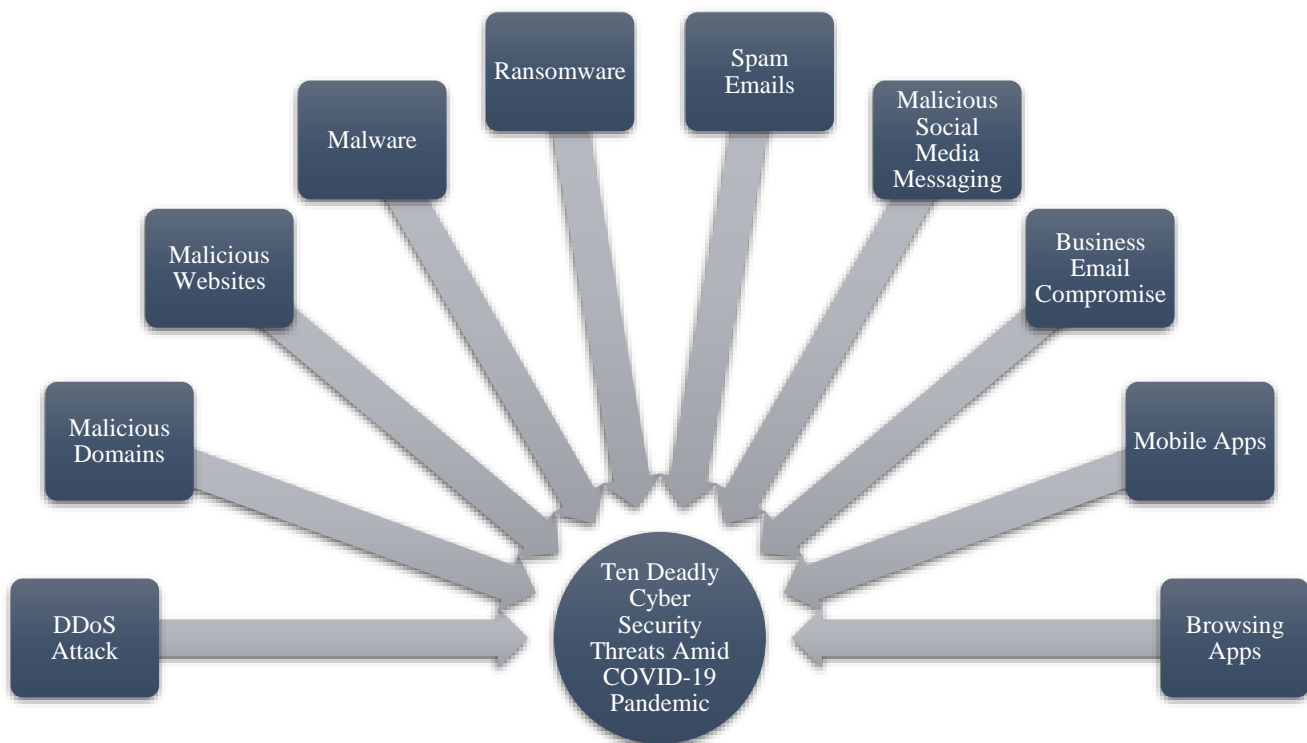 Ransomware
Spam
Emails
Malware
Malicious
Social
Media
Messaging
Malicious
Websites
Business
Email
Compromise
Malicious
Domains
Mobile Apps
DDoS
Attack
Ten Deadly
Cyber
Security
Threats Amid
COVID-19
Pandemic
Browsing
Apps